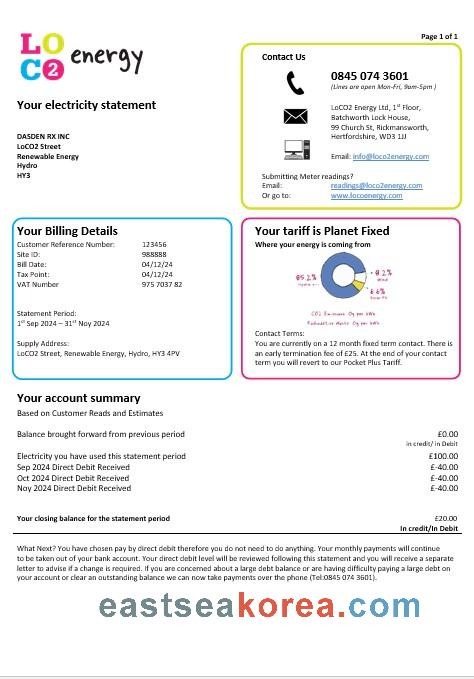 Page 1 of 1
LO
CO2 energy
Your electricity statement
DASDEN RX INC
LoCO2 Street
Renewable Energy
Hydro
HY3
Contact Us
0845 074 3601
(Lines are open Mon-Fri, 9am-5pm )
LoCO2 Energy Ltd, 1st Floor,
Batchworth Lock House,
99 Church St, Rickmansworth,
Hertfordshire, WD3 1JJ
Email: info@loco2energy.com
Submitting Meter readings?
Email: readings@loco2energy.com
Or go to: www.locoenergy.com
Your Billing Details
Customer Reference Number: 123456
Site ID: 988888
Bill Date: 04/12/24
Tax Point: 04/12/24
VAT Number 975 7037 82
Statement Period:
1st Sep 2024 – 31st Nov 2024
Supply Address:
LoCO2 Street, Renewable Energy, Hydro, HY3 4PV
Your tariff is Planet Fixed
Where your energy is coming from
85.2%
8.2%
Wind
6.6%
Solar PV
CO2 Emissions 0g per kWh
Radioactive Waste 0g per kWh
Contact Terms:
You are currently on a 12 month fixed term contact. There is
an early termination fee of £25. At the end of your contact
term you will revert to our Pocket Plus Tariff.
Your account summary
Based on Customer Reads and Estimates
Balance brought forward from previous period £0.00
in credit/ in Debit
Electricity you have used this statement period £100.00
Sep 2024 Direct Debit Received £-40.00
Oct 2024 Direct Debit Received £-40.00
Noy 2024 Direct Debit Received £-40.00
Your closing balance for the statement period £20.00
In credit/In Debit
What Next? You have chosen pay by direct debit therefore you do not need to do anything. Your monthly payments will continue
to be taken out of your bank account. Your direct debit level will be reviewed following this statement and you will receive a separate
letter to advise if a change is required. If you are concerned about a large debit balance or are having difficulty paying a large debt on
your account or clear an outstanding balance we can now take payments over the phone (Tel:0845 074 3601).
eastseakorea.com